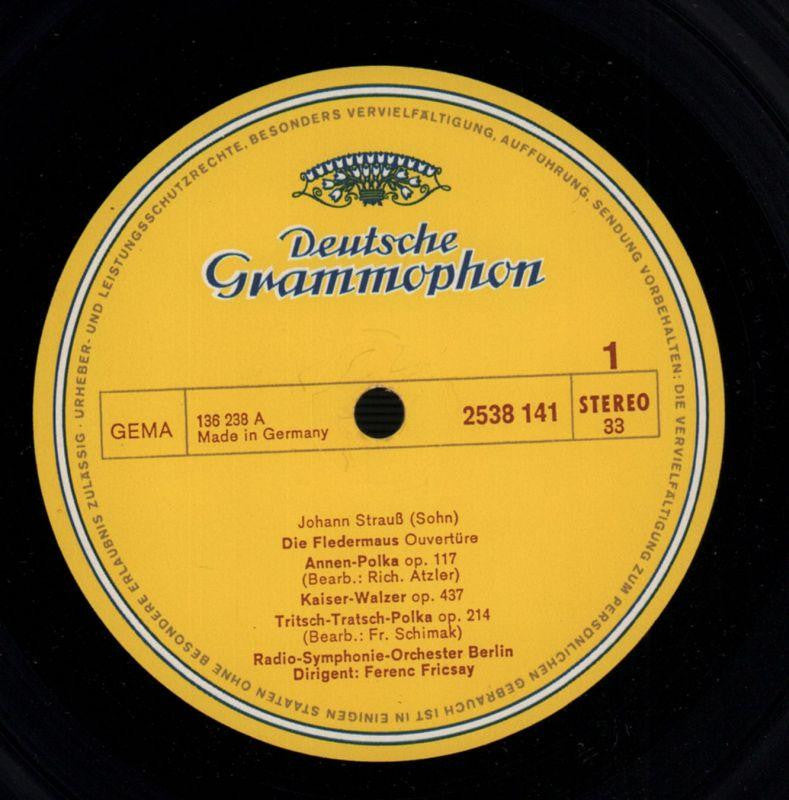 URHEBER- UND LEISTUNGSSCHUTZRECHTE, BESONDERS VERVIELFÄLTIGUNG, AUFFÜHRUNG, SENDUNG VORBEHALTEN: DIE VERVIELFÄLTIGUNG ZUM PERSÖNLICHEN GEBRAUCH IST IN EINIGEN STAATEN OHNE BESONDERE ERLAUBNIS ZULÄSSIG ·
Deutsche
Grammophon
1
GEMA
136 238 A
Made in Germany
2538 141
STEREO
33
Johann Strauß (Sohn)
Die Fledermaus Ouvertüre
Annen-Polka op. 117
(Bearb.: Rich. Atzler)
Kaiser-Walzer op. 437
Tritsch-Tratsch-Polka op. 214
(Bearb.: Fr. Schimak)
Radio-Symphonie-Orchester Berlin
Dirigent: Ferenc Fricsay